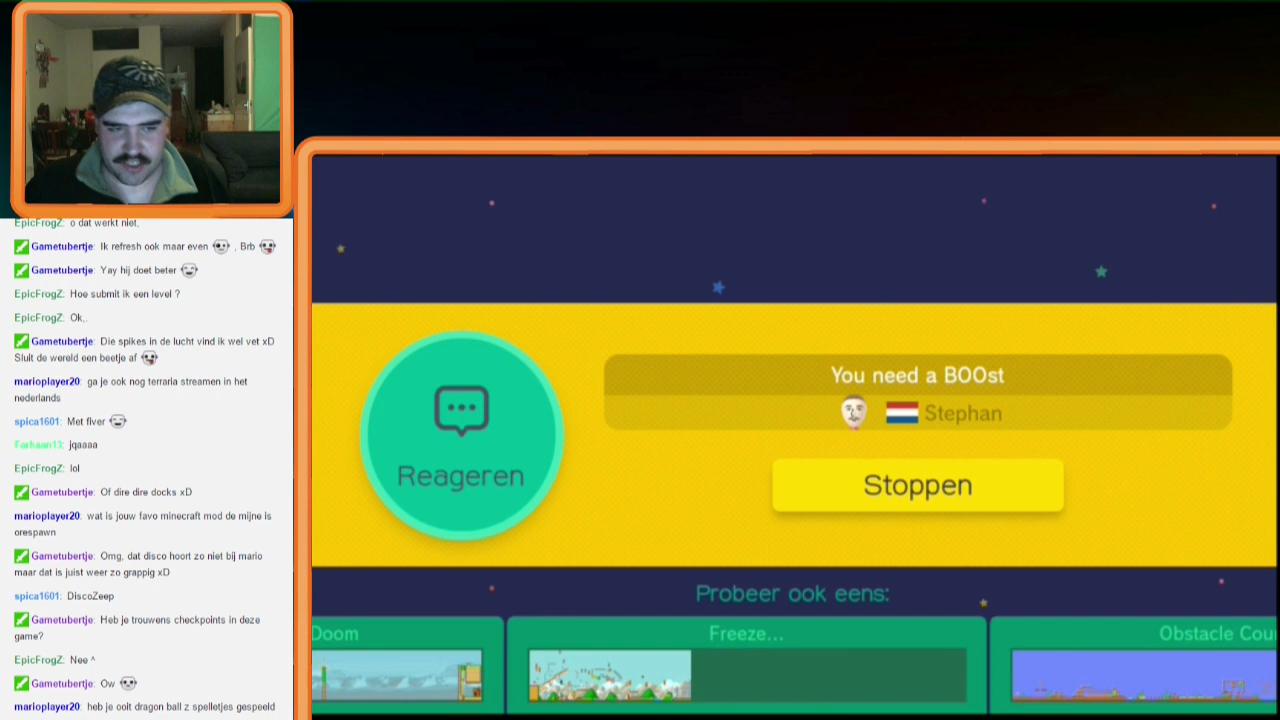 EpicFrogZ: o dat werkt niet,
Gametubertje: Ik refresh ook maar even , Brb
Gametubertje: Yay hij doet beter
EpicFrogZ: Hoe submit ik een level ?
EpicFrogZ: Ok,.
Gametubertje: Die spikes in de lucht vind ik wel vet xD
Sluit de wereld een beetje af
marioplayer20: ga je ook nog terraria streamen in het
nederlands
spica1601: Met fiver
Farhaan13: jqaaaa
EpicFrogZ: lol
Gametubertje: Of dire dire docks xD
marioplayer20: wat is jouw favo minecraft mod de mijne is
orespawn
Gametubertje: Omg, dat disco hoort zo niet bij mario
maar dat is juist weer zo grappig xD
spica1601: DiscoZeep
Gametubertje: Heb je trouwens checkpoints in deze
game?
EpicFrogZ: Nee ^
Gametubertje: Ow
marioplayer20: heb je ooit dragon ball z spelletjes gespeeld
Reageren
You need a BOOst
Stephan
Stoppen
Probeer ook eens:
Doom
Freeze...
Obstacle Cou